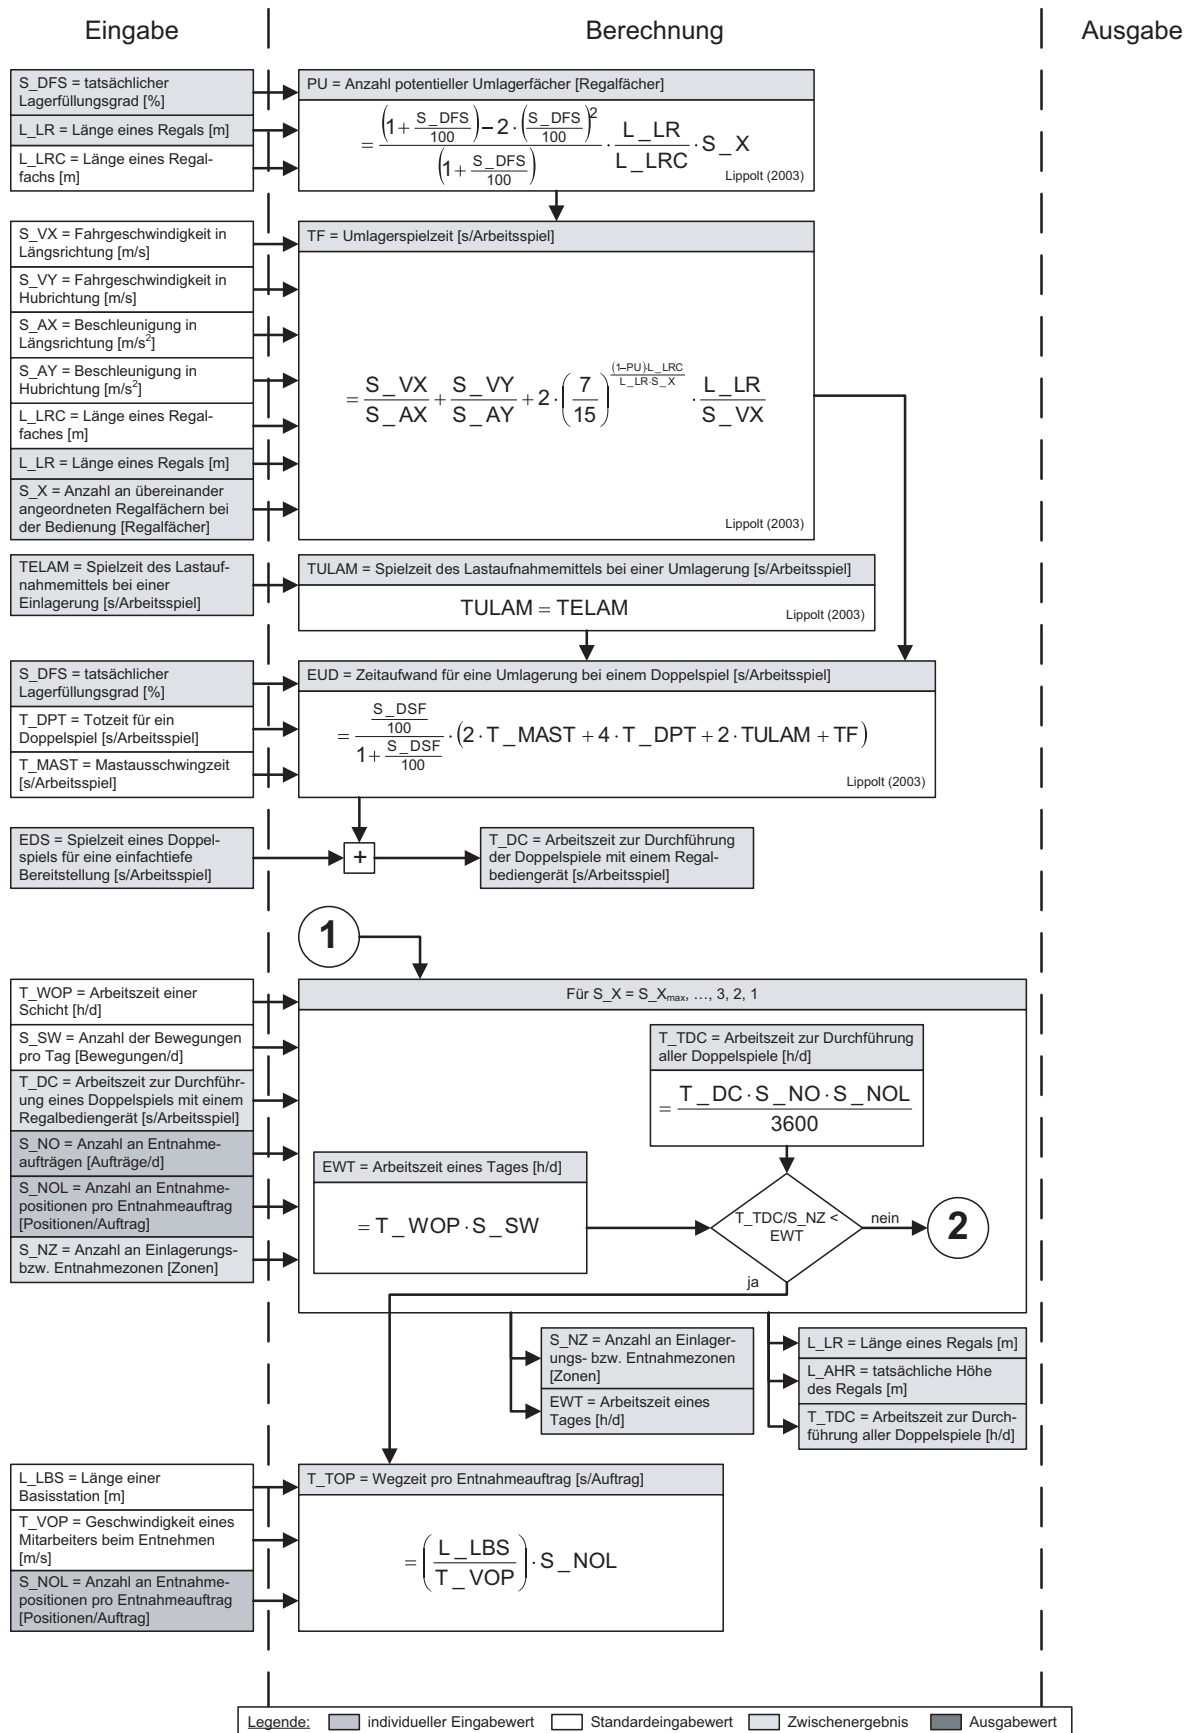 Eingabe
Berechnung
Ausgabe
S_DFS = tatsächlicher
Lagerfüllungsgrad [%]
L_LR = Länge eines Regals [m]
L_LRC = Länge eines Regal-
fachs [m]
PU = Anzahl potentieller Umlagerfächer [Regalfächer]
= ((1 + S_DFS/100) – 2 · (S_DFS/100)²) / (1 + S_DFS/100) · L_LR/L_LRC · S_X
Lippolt (2003)
S_VX = Fahrgeschwindigkeit in
Längsrichtung [m/s]
S_VY = Fahrgeschwindigkeit in
Hubrichtung [m/s]
S_AX = Beschleunigung in
Längsrichtung [m/s²]
S_AY = Beschleunigung in
Hubrichtung [m/s²]
L_LRC = Länge eines Regal-
faches [m]
L_LR = Länge eines Regals [m]
S_X = Anzahl an übereinander
angeordneten Regalfächern bei
der Bedienung [Regalfächer]
TF = Umlagerspielzeit [s/Arbeitsspiel]
= S_VX/S_AX + S_VY/S_AY + 2 · (7/15)^((1–PU)·L_LRC / L_LR·S_X) · L_LR/S_VX
Lippolt (2003)
TELAM = Spielzeit des Lastauf-
nahmemittels bei einer
Einlagerung [s/Arbeitsspiel]
TULAM = Spielzeit des Lastaufnahmemittels bei einer Umlagerung [s/Arbeitsspiel]
TULAM = TELAM
Lippolt (2003)
S_DFS = tatsächlicher
Lagerfüllungsgrad [%]
T_DPT = Totzeit für ein
Doppelspiel [s/Arbeitsspiel]
T_MAST = Mastausschwingzeit
[s/Arbeitsspiel]
EUD = Zeitaufwand für eine Umlagerung bei einem Doppelspiel [s/Arbeitsspiel]
= (S_DSF/100) / (1 + S_DSF/100) · (2 · T_MAST + 4 · T_DPT + 2 · TULAM + TF)
Lippolt (2003)
EDS = Spielzeit eines Doppel-
spiels für eine einfachtiefe
Bereitstellung [s/Arbeitsspiel]
+
T_DC = Arbeitszeit zur Durchführung
der Doppelspiele mit einem Regal-
bediengerät [s/Arbeitsspiel]
1
T_WOP = Arbeitszeit einer
Schicht [h/d]
S_SW = Anzahl der Bewegungen
pro Tag [Bewegungen/d]
T_DC = Arbeitszeit zur Durchführ-
ung eines Doppelspiels mit einem
Regalbediengerät [s/Arbeitsspiel]
S_NO = Anzahl an Entnahme-
aufträgen [Aufträge/d]
S_NOL = Anzahl an Entnahme-
positionen pro Entnahmeauftrag
[Positionen/Auftrag]
S_NZ = Anzahl an Einlagerungs-
bzw. Entnahmezonen [Zonen]
Für S_X = S_Xmax, …, 3, 2, 1
T_TDC = Arbeitszeit zur Durchführung
aller Doppelspiele [h/d]
= T_DC · S_NO · S_NOL / 3600
EWT = Arbeitszeit eines Tages [h/d]
= T_WOP · S_SW
T_TDC/S_NZ <
EWT
nein
2
ja
S_NZ = Anzahl an Einlager-
ungs- bzw. Entnahmezonen
[Zonen]
EWT = Arbeitszeit eines
Tages [h/d]
L_LR = Länge eines Regals [m]
L_AHR = tatsächliche Höhe
des Regals [m]
T_TDC = Arbeitszeit zur Durch-
führung aller Doppelspiele [h/d]
L_LBS = Länge einer
Basisstation [m]
T_VOP = Geschwindigkeit eines
Mitarbeiters beim Entnehmen
[m/s]
S_NOL = Anzahl an Entnahme-
positionen pro Entnahmeauftrag
[Positionen/Auftrag]
T_TOP = Wegzeit pro Entnahmeauftrag [s/Auftrag]
= (L_LBS / T_VOP) · S_NOL
Legende: individueller Eingabewert Standardeingabewert Zwischenergebnis Ausgabewert